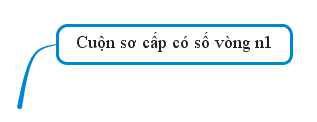 Cuộn sơ cấp có số vòng n1